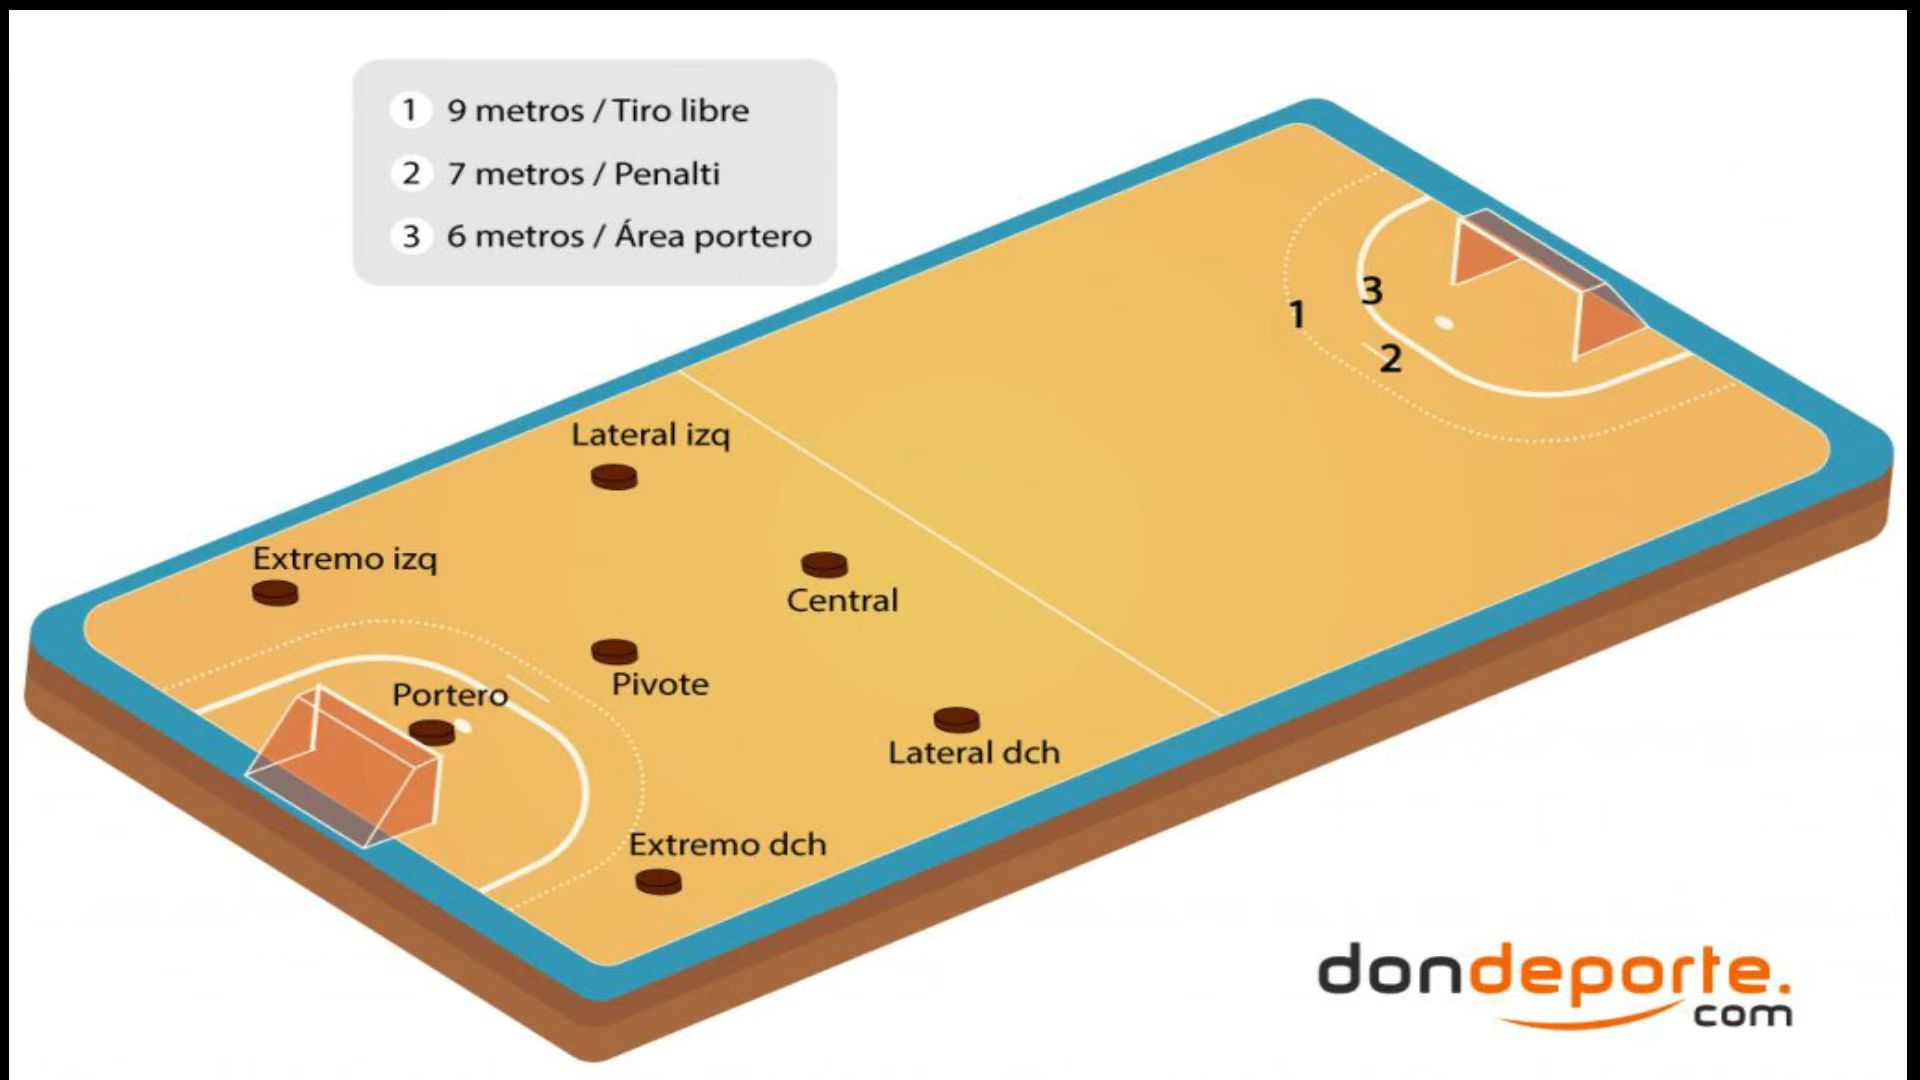 1 9 metros / Tiro libre
2 7 metros / Penalti
3 6 metros / Área portero
3
1
2
Lateral izq
Extremo izq
Central
Pivote
Portero
Lateral dch
Extremo dch
dondeporte.
com